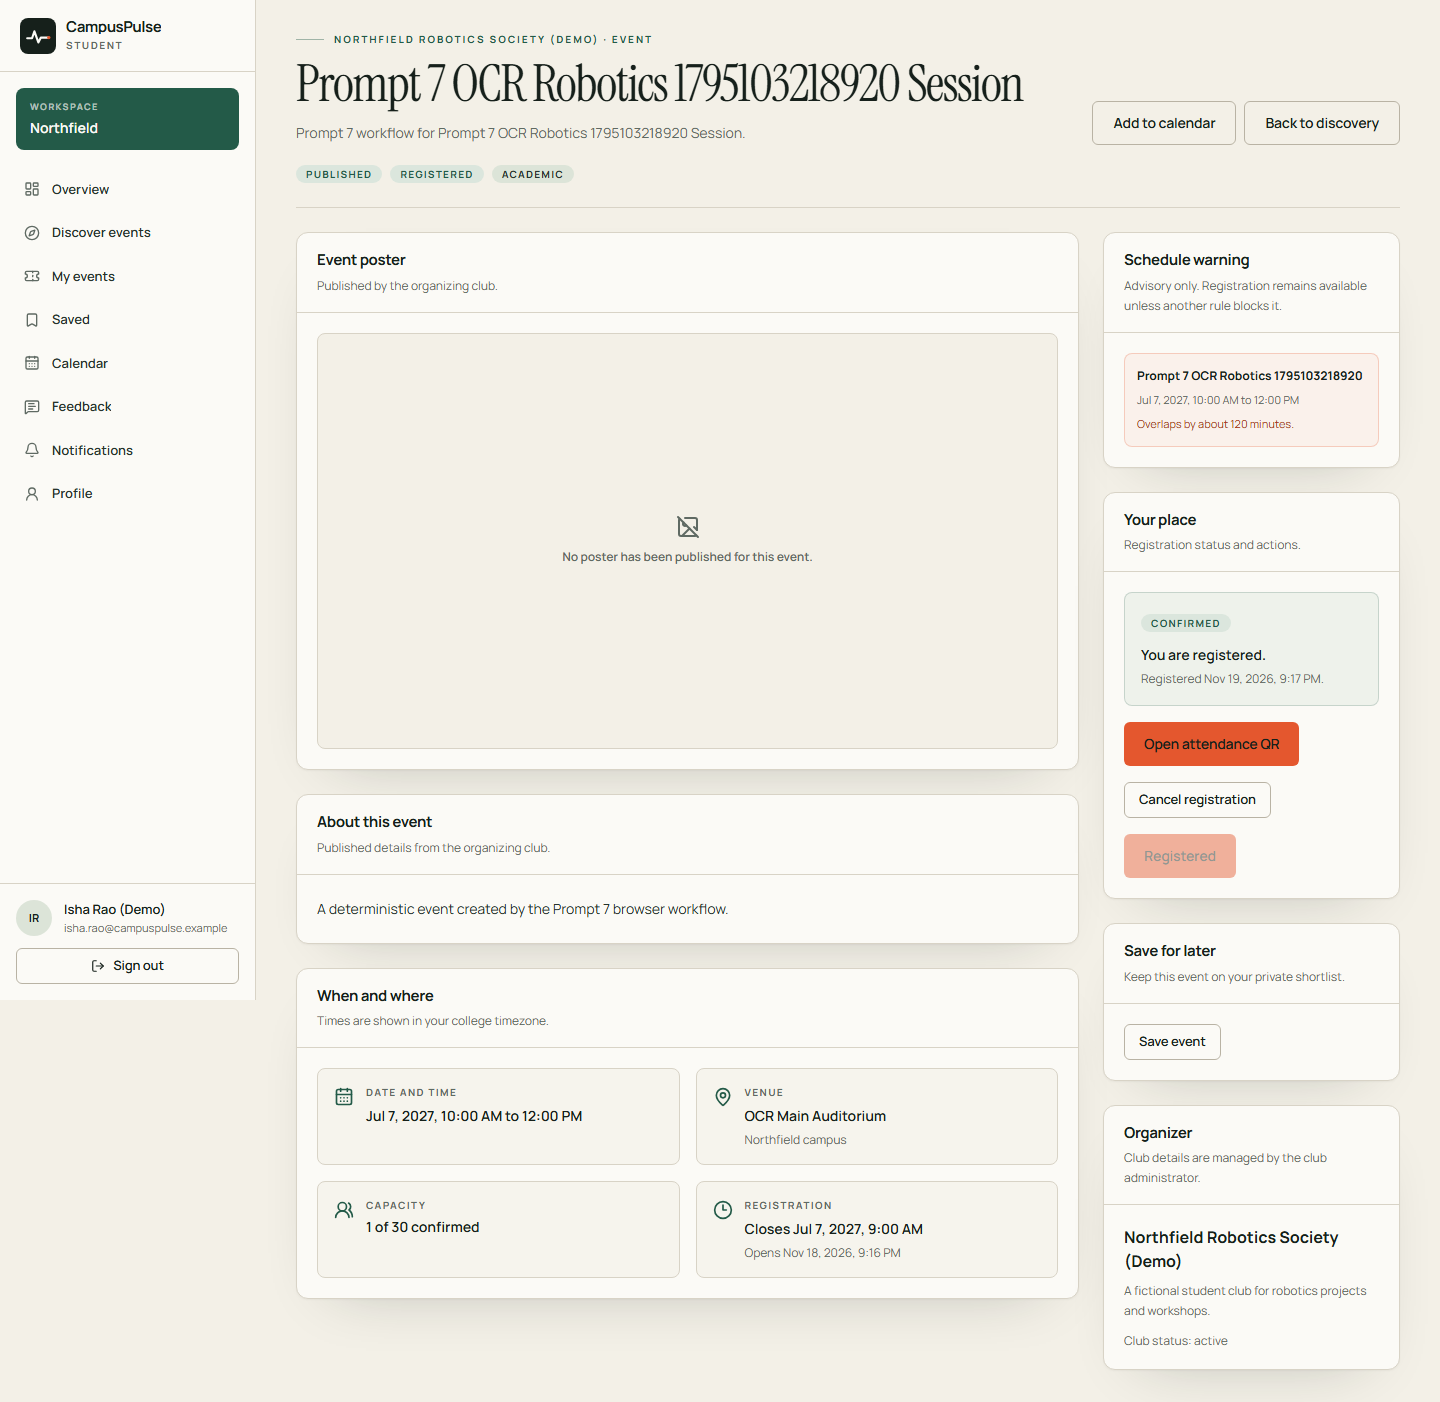 CampusPulse
STUDENT
WORKSPACE
Northfield
Overview
Discover events
My events
Saved
Calendar
Feedback
Notifications
Profile
IR
Isha Rao (Demo)
isha.rao@campuspulse.example
Sign out
NORTHFIELD ROBOTICS SOCIETY (DEMO) · EVENT
Prompt 7 OCR Robotics 1795103218920 Session
Prompt 7 workflow for Prompt 7 OCR Robotics 1795103218920 Session.
PUBLISHED
REGISTERED
ACADEMIC
Add to calendar
Back to discovery
Event poster
Published by the organizing club.
No poster has been published for this event.
About this event
Published details from the organizing club.
A deterministic event created by the Prompt 7 browser workflow.
When and where
Times are shown in your college timezone.
DATE AND TIME
Jul 7, 2027, 10:00 AM to 12:00 PM
VENUE
OCR Main Auditorium
Northfield campus
CAPACITY
1 of 30 confirmed
REGISTRATION
Closes Jul 7, 2027, 9:00 AM
Opens Nov 18, 2026, 9:16 PM
Schedule warning
Advisory only. Registration remains available
unless another rule blocks it.
Prompt 7 OCR Robotics 1795103218920
Jul 7, 2027, 10:00 AM to 12:00 PM
Overlaps by about 120 minutes.
Your place
Registration status and actions.
CONFIRMED
You are registered.
Registered Nov 19, 2026, 9:17 PM.
Open attendance QR
Cancel registration
Registered
Save for later
Keep this event on your private shortlist.
Save event
Organizer
Club details are managed by the club
administrator.
Northfield Robotics Society
(Demo)
A fictional student club for robotics projects
and workshops.
Club status: active